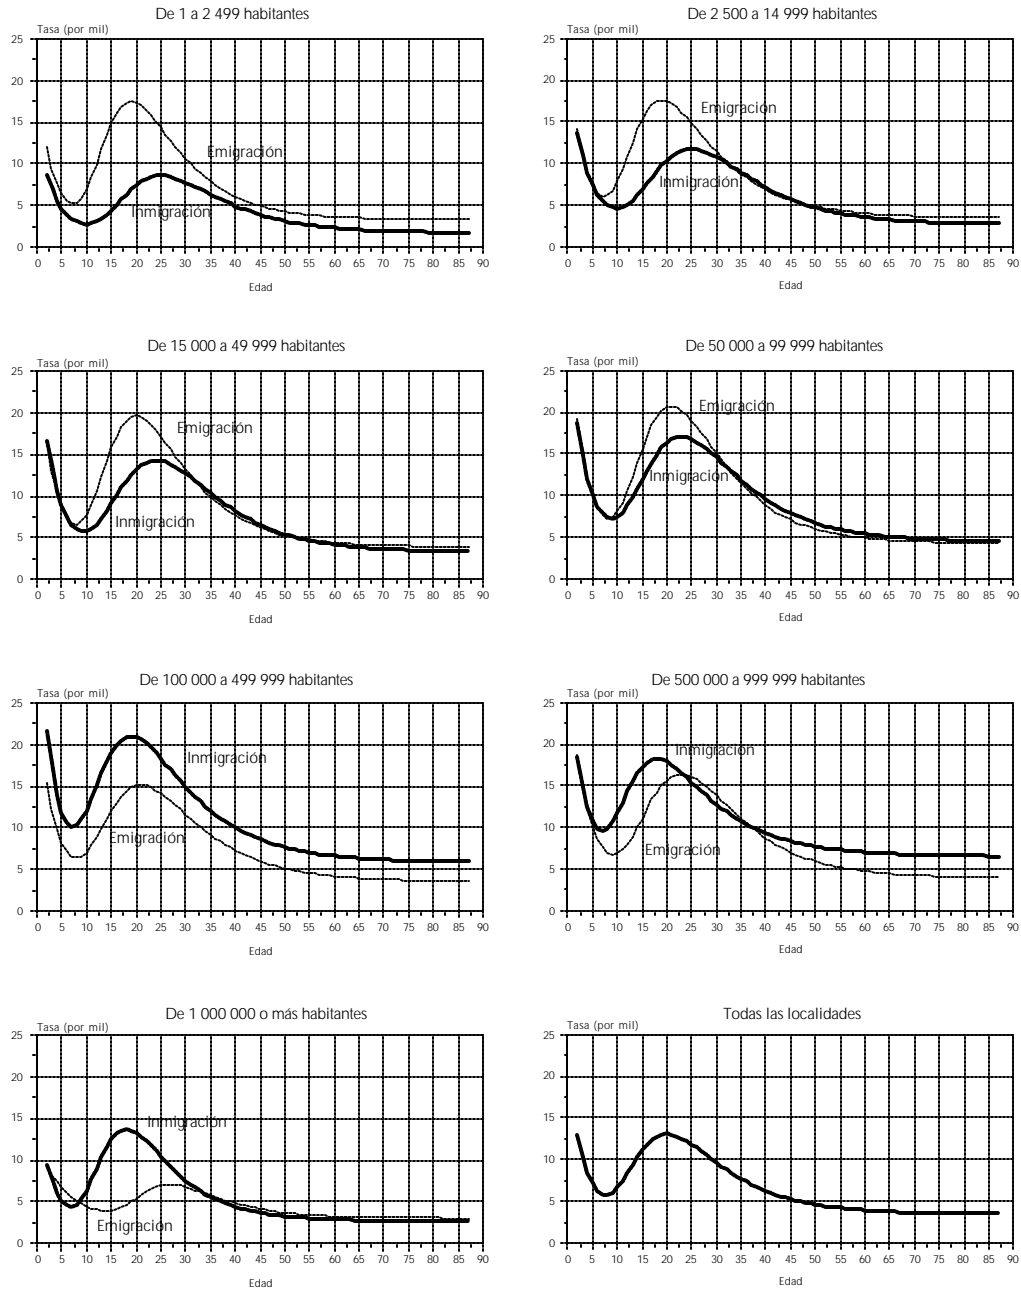 De 1 a 2 499 habitantes
Tasa (por mil)
25
20
15
10
5
0
Emigración
Inmigración
0 5 10 15 20 25 30 35 40 45 50 55 60 65 70 75 80 85 90
Edad
De 2 500 a 14 999 habitantes
Tasa (por mil)
25
20
15
10
5
0
Emigración
Inmigración
0 5 10 15 20 25 30 35 40 45 50 55 60 65 70 75 80 85 90
Edad
De 15 000 a 49 999 habitantes
Tasa (por mil)
25
20
15
10
5
0
Emigración
Inmigración
0 5 10 15 20 25 30 35 40 45 50 55 60 65 70 75 80 85 90
Edad
De 50 000 a 99 999 habitantes
Tasa (por mil)
25
20
15
10
5
0
Emigración
Inmigración
0 5 10 15 20 25 30 35 40 45 50 55 60 65 70 75 80 85 90
Edad
De 100 000 a 499 999 habitantes
Tasa (por mil)
25
20
15
10
5
0
Inmigración
Emigración
0 5 10 15 20 25 30 35 40 45 50 55 60 65 70 75 80 85 90
Edad
De 500 000 a 999 999 habitantes
Tasa (por mil)
25
20
15
10
5
0
Inmigración
Emigración
0 5 10 15 20 25 30 35 40 45 50 55 60 65 70 75 80 85 90
Edad
De 1 000 000 o más habitantes
Tasa (por mil)
25
20
15
10
5
0
Inmigración
Emigración
0 5 10 15 20 25 30 35 40 45 50 55 60 65 70 75 80 85 90
Edad
Todas las localidades
Tasa (por mil)
25
20
15
10
5
0
0 5 10 15 20 25 30 35 40 45 50 55 60 65 70 75 80 85 90
Edad